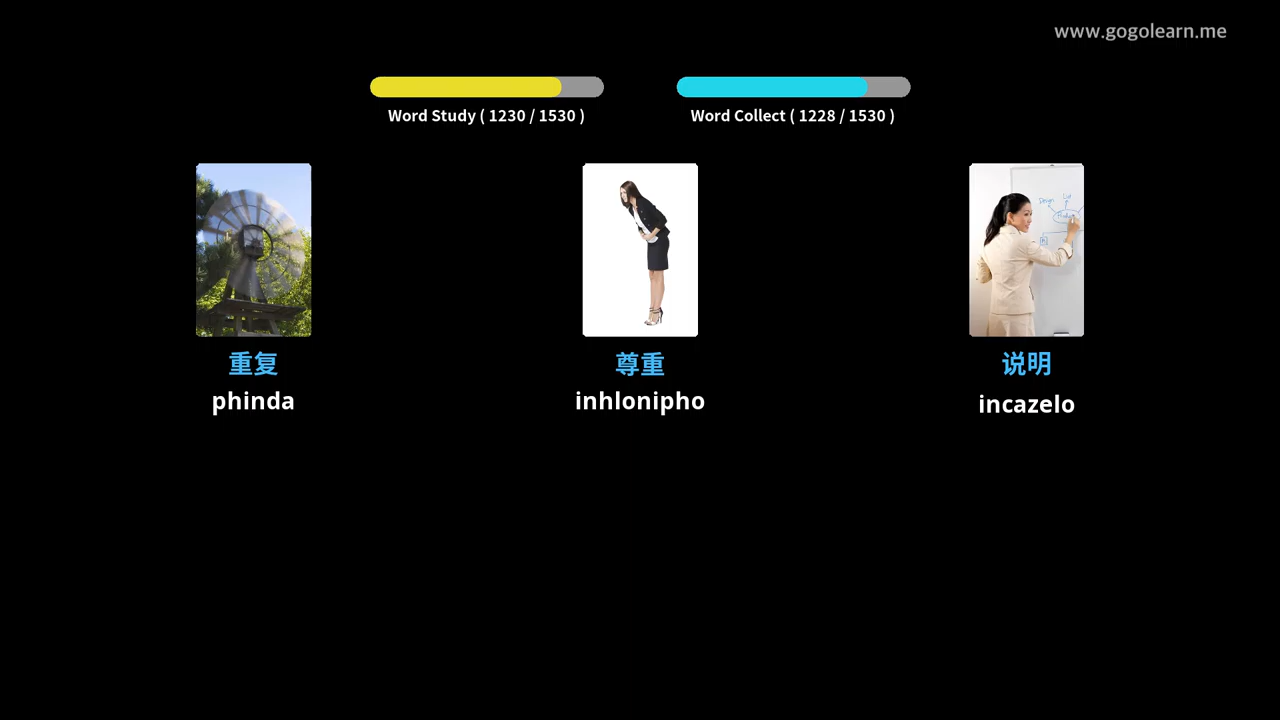 www.gogolearn.me
Word Study ( 1230 / 1530 )
Word Collect ( 1228 / 1530 )
重复
phinda
尊重
inhlonipho
说明
incazelo